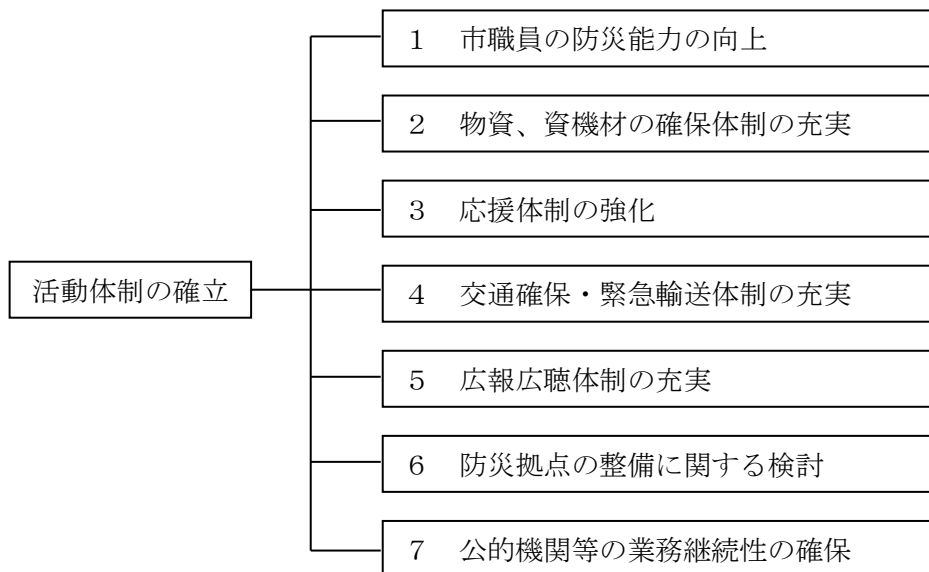 １　市職員の防災能力の向上
２　物資、資機材の確保体制の充実
３　応援体制の強化
活動体制の確立
４　交通確保・緊急輸送体制の充実
５　広報広聴体制の充実
６　防災拠点の整備に関する検討
７　公的機関等の業務継続性の確保